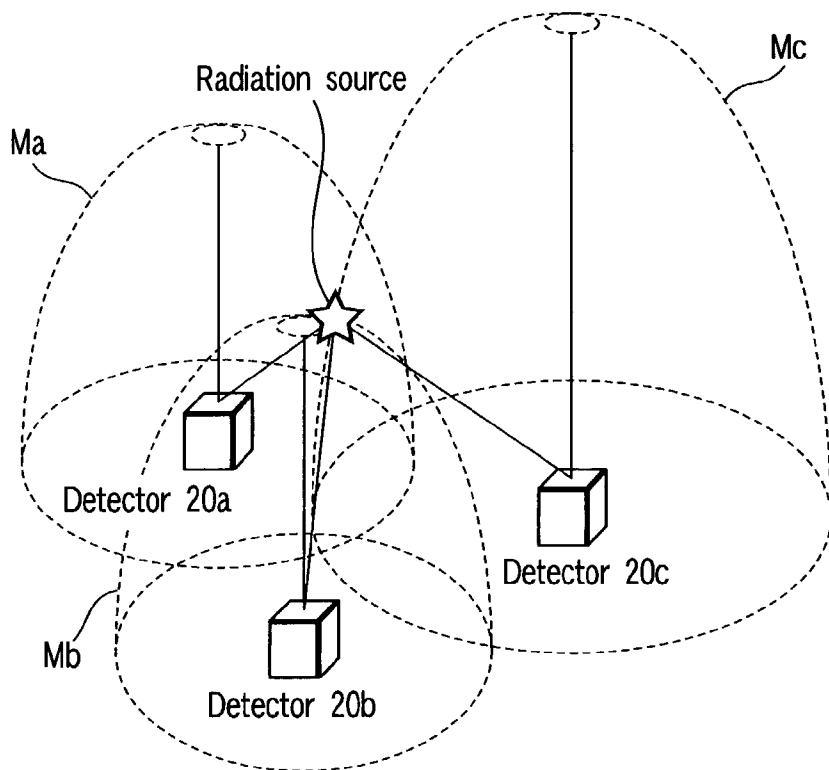 Mc
Radiation source
Ma
Detector 20a
Detector 20c
Mb
Detector 20b